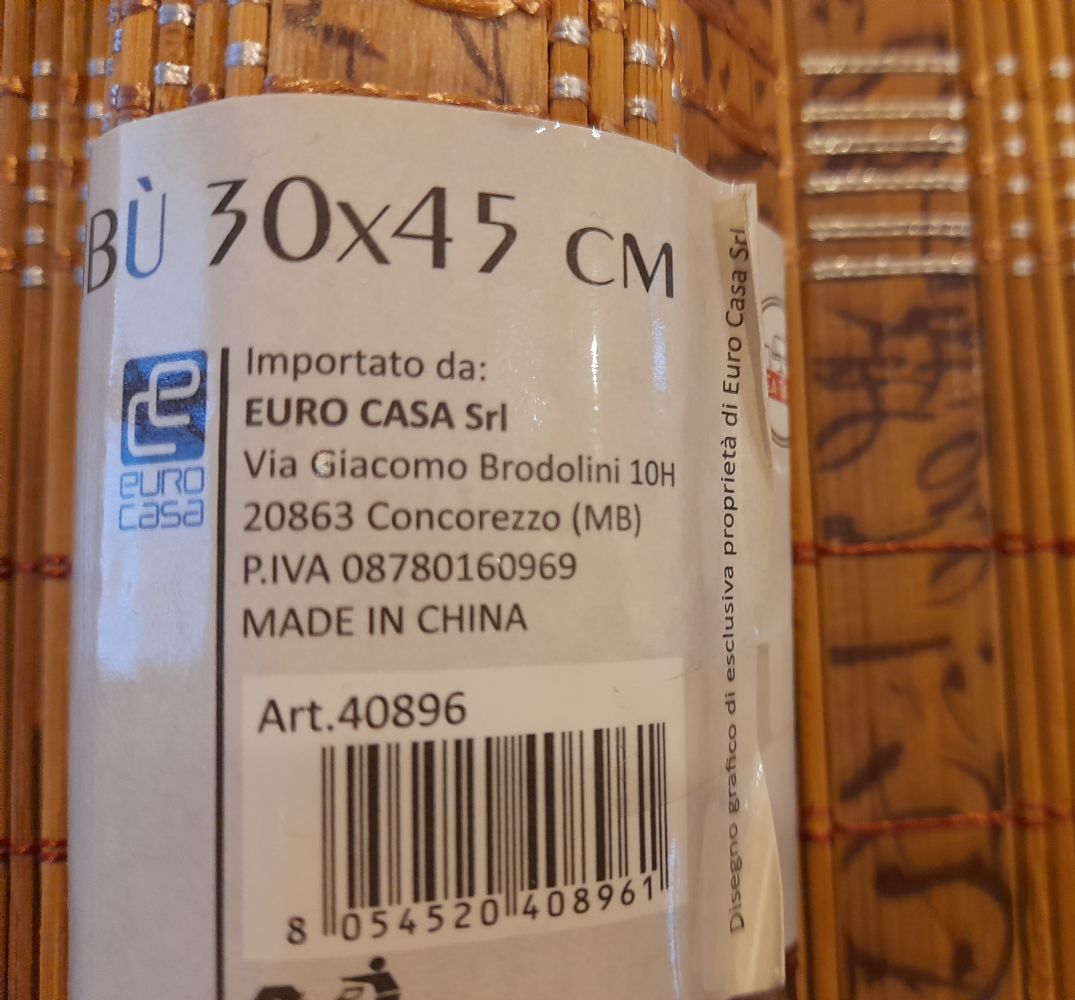 BÙ 30x45 CM
Importato da:
EURO CASA Srl
Via Giacomo Brodolini 10H
20863 Concorezzo (MB)
P.IVA 08780160969
MADE IN CHINA
euro
casa
Art.40896
8 054520 408961
Disegno grafico di esclusiva proprietà di Euro Casa Srl